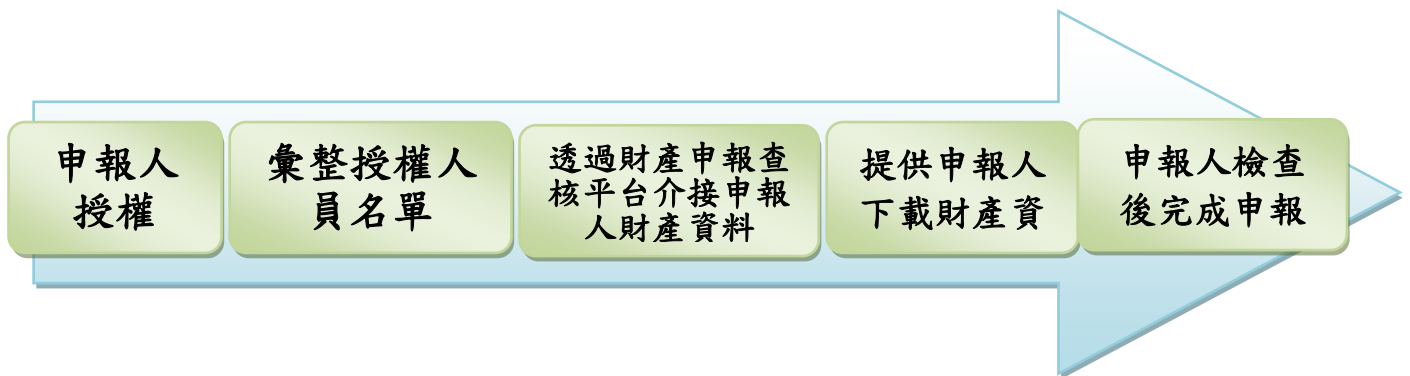 申報人
授權
彙整授權人
員名單
透過財產申報查
核平台介接申報
人財產資料
提供申報人
下載財產資
申報人檢查
後完成申報